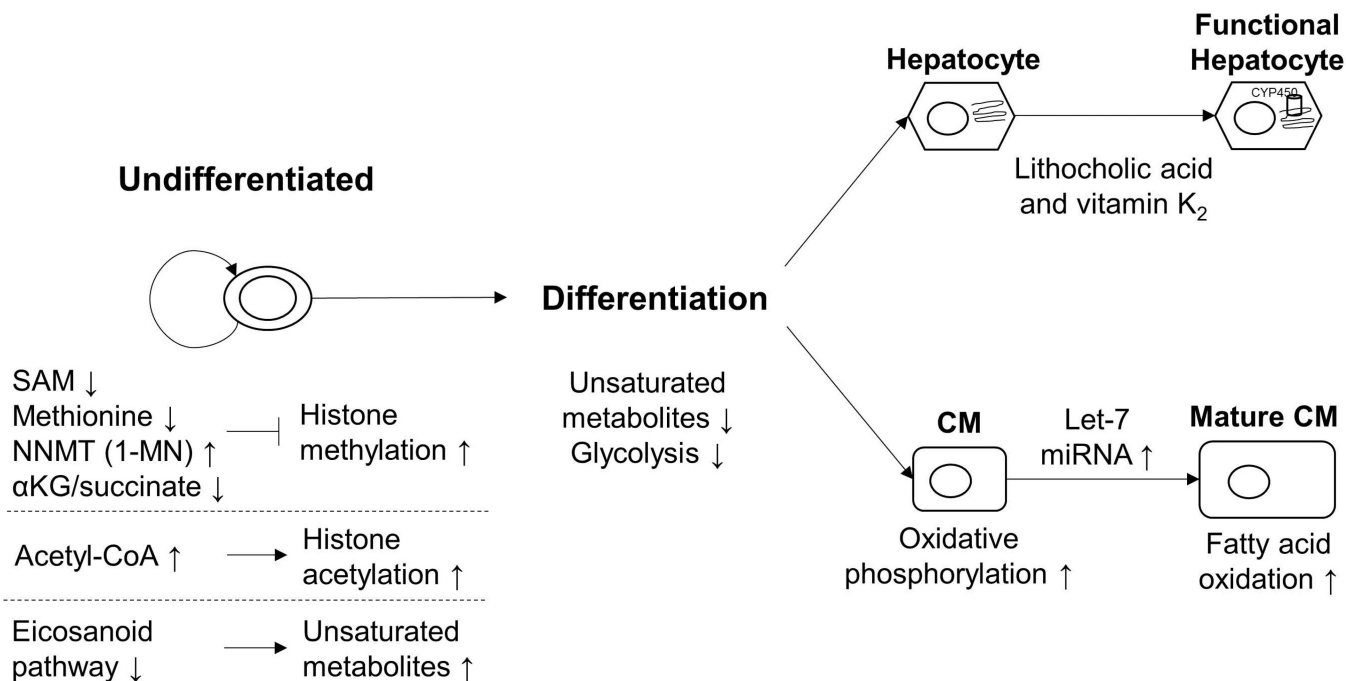 Undifferentiated
SAM ↓
Methionine ↓
NNMT (1-MN) ↑
αKG/succinate ↓
Histone
methylation ↑
Acetyl-CoA ↑
Histone
acetylation ↑
Eicosanoid
pathway ↓
Unsaturated
metabolites ↑
Differentiation
Unsaturated
metabolites ↓
Glycolysis ↓
Hepatocyte
Lithocholic acid
and vitamin K₂
Functional
Hepatocyte
CYP450
CM
Oxidative
phosphorylation ↑
Let-7
miRNA ↑
Mature CM
Fatty acid
oxidation ↑